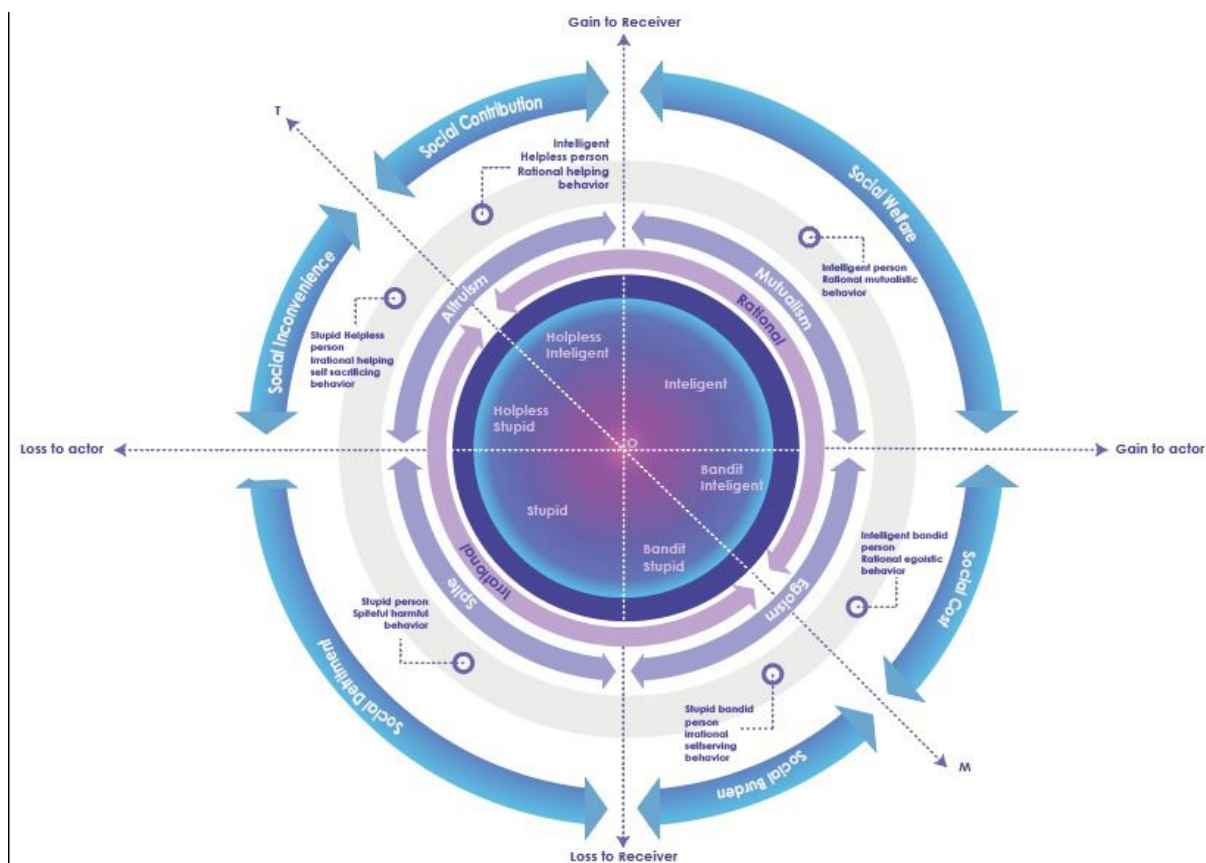 Gain to Receiver
T
Social Contribution
Social Welfare
Intelligent
Helpless person
Rational helping
behavior
Social Inconvenience
Altruism
Mutualism
Rational
Intelligent person
Rational mutualistic
behavior
Stupid Helpless
person
Irrational helping
self sacrificing
behavior
Holpless
Inteligent
Inteligent
Holpless
Stupid
O
Loss to actor
Gain to actor
Bandit
Inteligent
Stupid
Bandit
Stupid
Irrational
Spite
Egoism
Intelligent bandid
person
Rational egoistic
behavior
Social Cost
Stupid person
Spiteful harmful
behavior
Social Detriment
Stupid bandid
person
irrational
selfserving
behavior
Social Burden
M
Loss to Receiver